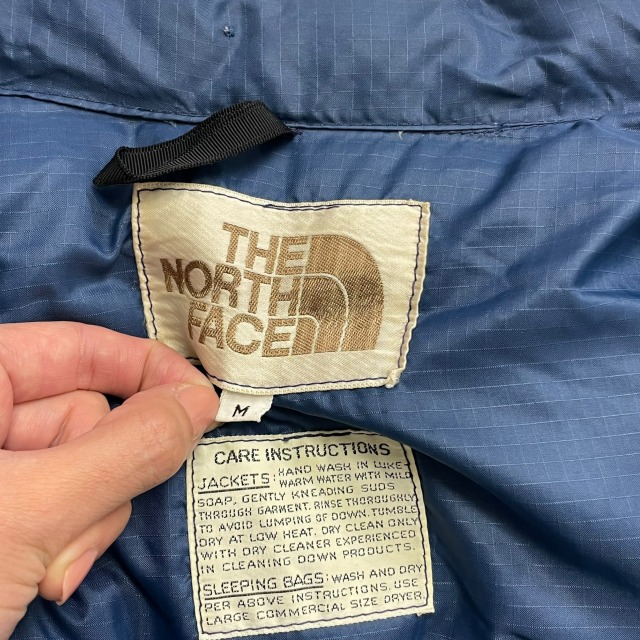 THE
NORTH
FACE
M
CARE INSTRUCTIONS
JACKETS: HAND WASH IN LUKE-
WARM WATER WITH MILD
SOAP, GENTLY KNEADING SUDS
THROUGH GARMENT. RINSE THOROUGHLY
TO AVOID LUMPING OF DOWN. TUMBLE
DRY AT LOW HEAT. DRY CLEAN ONLY
WITH DRY CLEANER EXPERIENCED
IN CLEANING DOWN PRODUCTS.
SLEEPING BAGS: WASH AND DRY
PER ABOVE INSTRUCTIONS. USE
LARGE COMMERCIAL SIZE DRYER.